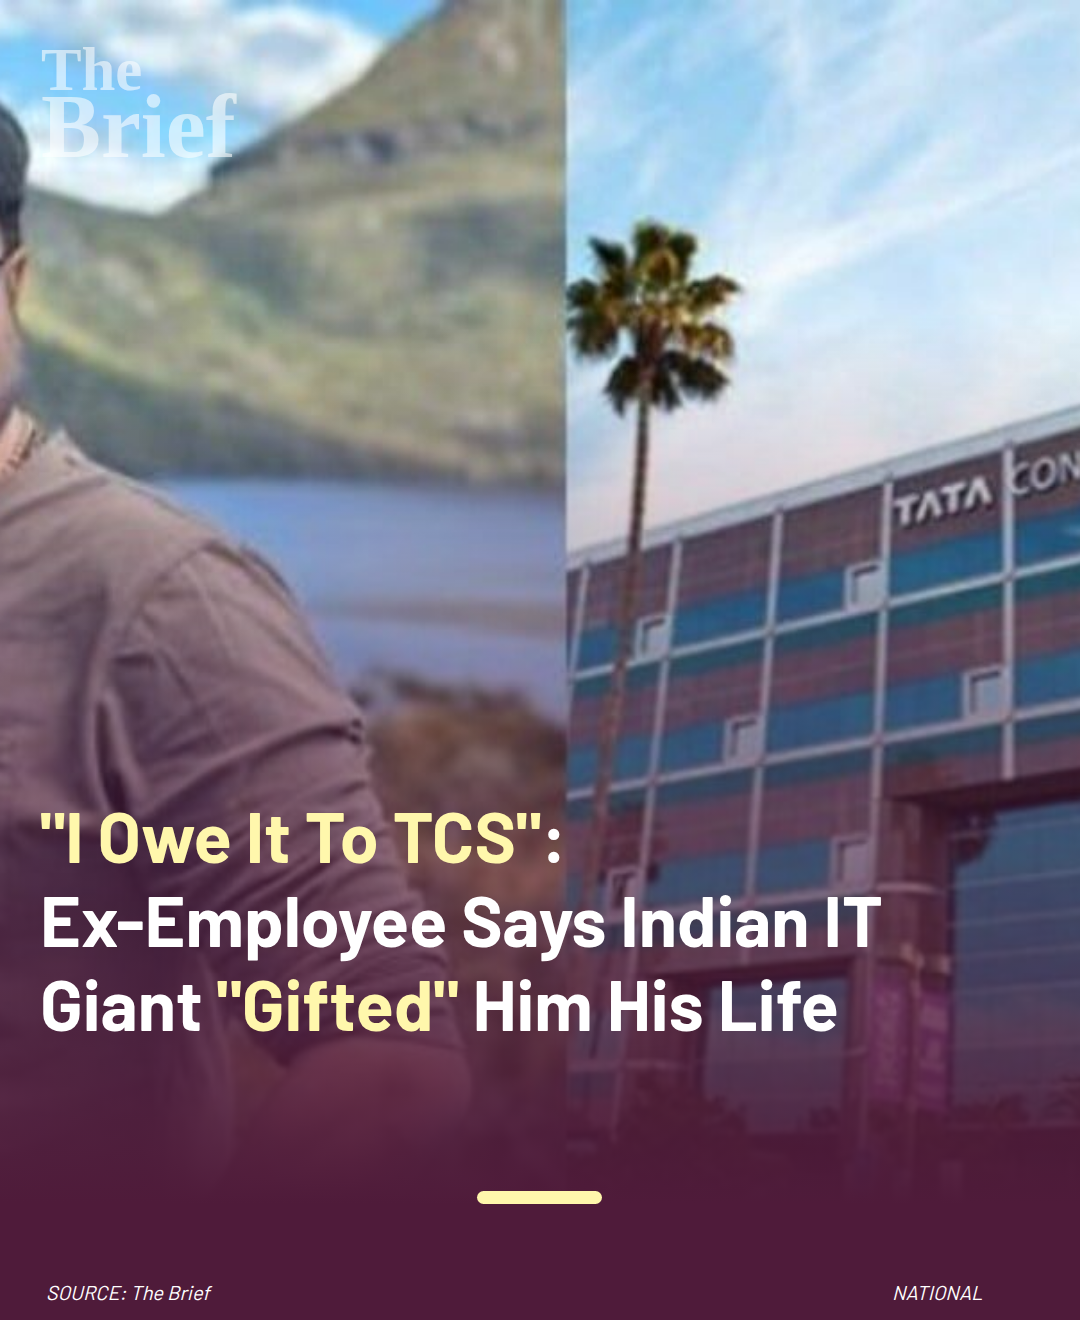 The
Brief
TATA CON
"I Owe It To TCS":
Ex-Employee Says Indian IT
Giant "Gifted" Him His Life
SOURCE: The Brief
NATIONAL